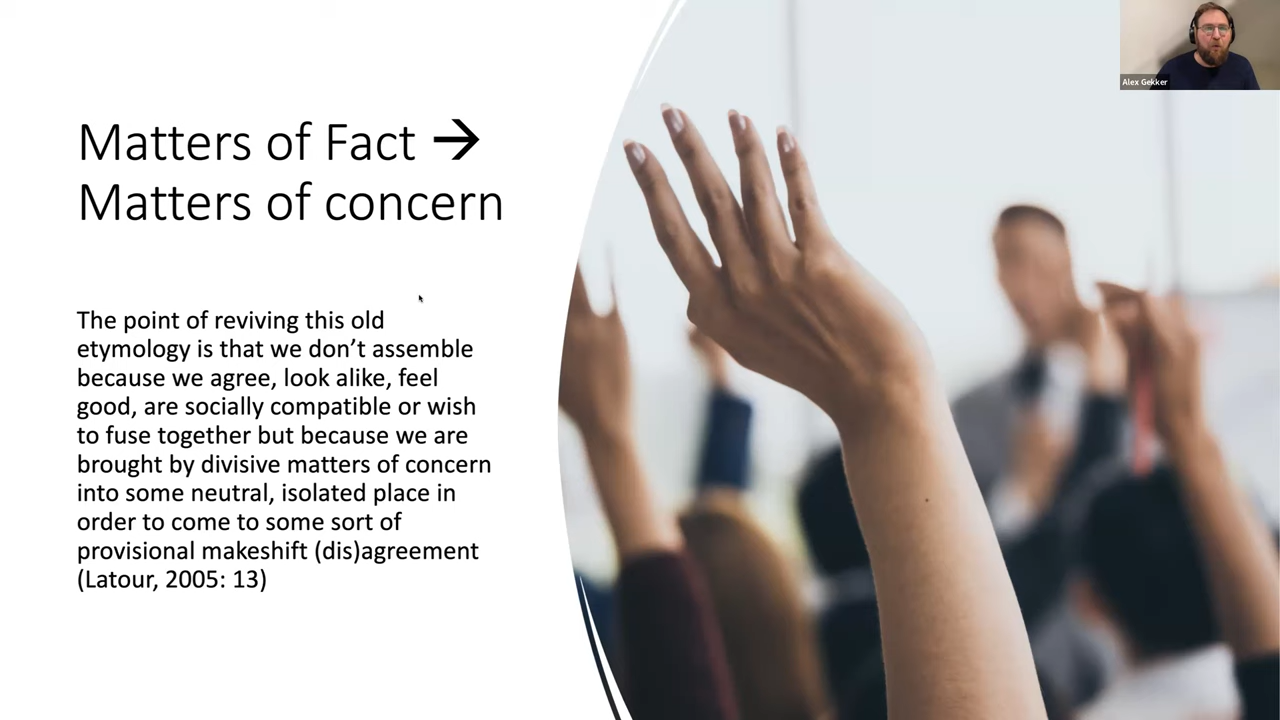 Matters of Fact →
Matters of concern
The point of reviving this old
etymology is that we don’t assemble
because we agree, look alike, feel
good, are socially compatible or wish
to fuse together but because we are
brought by divisive matters of concern
into some neutral, isolated place in
order to come to some sort of
provisional makeshift (dis)agreement
(Latour, 2005: 13)
Alex Gekker